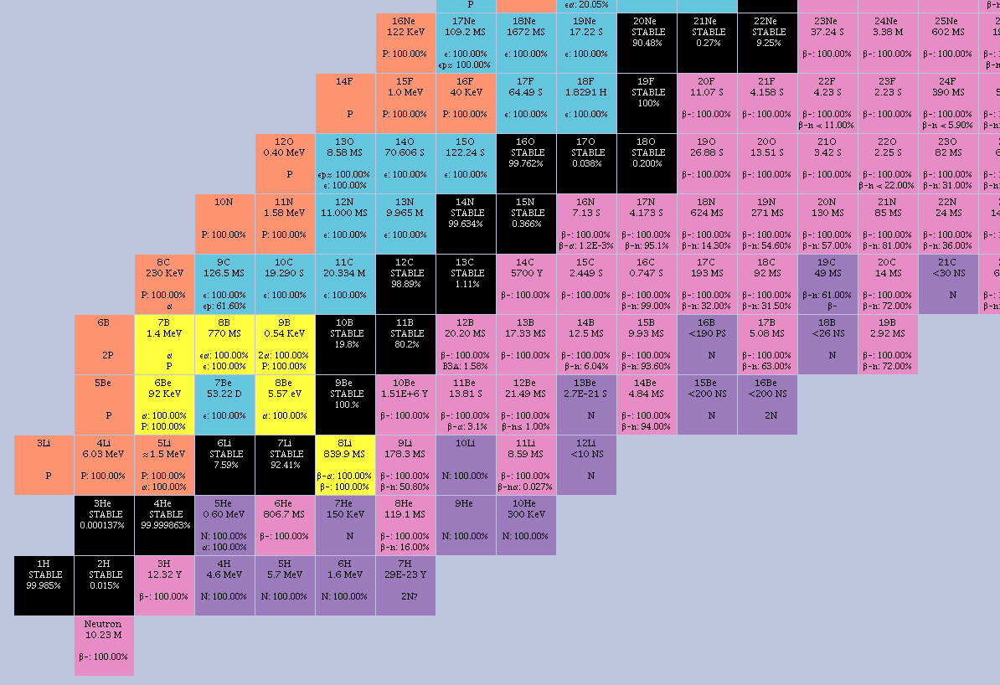 P
εα: 20.05%
16Ne
122 KeV
P: 100.00%
17Ne
109.2 MS
ϵ: 100.00%
ϵp≈ 100.00%
18Ne
1672 MS
ϵ: 100.00%
19Ne
17.22 S
ϵ: 100.00%
20Ne
STABLE
90.48%
21Ne
STABLE
0.27%
22Ne
STABLE
9.25%
23Ne
37.24 S
β−: 100.00%
24Ne
3.38 M
β−: 100.00%
25Ne
602 MS
β−: 100.00%
14F
P
15F
1.0 MeV
P: 100.00%
16F
40 KeV
P: 100.00%
17F
64.49 S
ϵ: 100.00%
18F
1.8291 H
ϵ: 100.00%
19F
STABLE
100%
20F
11.07 S
β−: 100.00%
21F
4.158 S
β−: 100.00%
22F
4.23 S
β−: 100.00%
β−n < 11.00%
23F
2.23 S
β−: 100.00%
24F
390 MS
β−: 100.00%
β−n < 5.90%
12O
0.40 MeV
P
13O
8.58 MS
ϵp≈ 100.00%
ϵ: 100.00%
14O
70.606 S
ϵ: 100.00%
15O
122.24 S
ϵ: 100.00%
16O
STABLE
99.762%
17O
STABLE
0.038%
18O
STABLE
0.200%
19O
26.88 S
β−: 100.00%
20O
13.51 S
β−: 100.00%
21O
3.42 S
β−: 100.00%
22O
2.25 S
β−: 100.00%
β−n < 22.00%
23O
82 MS
β−: 100.00%
β−n: 31.00%
10N
P: 100.00%
11N
1.58 MeV
P: 100.00%
12N
11.000 MS
ϵ: 100.00%
13N
9.965 M
ϵ: 100.00%
14N
STABLE
99.634%
15N
STABLE
0.366%
16N
7.13 S
β−: 100.00%
β−α: 1.2E-3%
17N
4.173 S
β−: 100.00%
β−n: 95.1%
18N
624 MS
β−: 100.00%
β−n: 14.30%
19N
271 MS
β−: 100.00%
β−n: 54.60%
20N
130 MS
β−: 100.00%
β−n: 57.00%
21N
85 MS
β−: 100.00%
β−n: 81.00%
22N
24 MS
β−: 100.00%
β−n: 36.00%
8C
230 KeV
P: 100.00%
α
9C
126.5 MS
ϵ: 100.00%
ϵp: 61.60%
10C
19.290 S
ϵ: 100.00%
11C
20.334 M
ϵ: 100.00%
12C
STABLE
98.89%
13C
STABLE
1.11%
14C
5700 Y
β−: 100.00%
15C
2.449 S
β−: 100.00%
16C
0.747 S
β−: 100.00%
β−n: 99.00%
17C
193 MS
β−: 100.00%
β−n: 32.00%
18C
92 MS
β−: 100.00%
β−n: 31.50%
19C
49 MS
β−n: 61.00%
β−
20C
14 MS
β−: 100.00%
β−n: 72.00%
21C
<30 NS
N
6B
2P
7B
1.4 MeV
α
P
8B
770 MS
ϵα: 100.00%
ϵ: 100.00%
9B
0.54 KeV
2α: 100.00%
P: 100.00%
10B
STABLE
19.8%
11B
STABLE
80.2%
12B
20.20 MS
β−: 100.00%
B3A: 1.58%
13B
17.33 MS
β−: 100.00%
14B
12.5 MS
β−: 100.00%
β−n: 6.04%
15B
9.93 MS
β−: 100.00%
β−n: 93.60%
16B
<190 PS
N
17B
5.08 MS
β−: 100.00%
β−n: 63.00%
18B
<26 NS
N
19B
2.92 MS
β−: 100.00%
β−n: 72.00%
5Be
P
6Be
92 KeV
α: 100.00%
P: 100.00%
7Be
53.22 D
ϵ: 100.00%
8Be
5.57 eV
α: 100.00%
9Be
STABLE
100.%
10Be
1.51E+6 Y
β−: 100.00%
11Be
13.81 S
β−: 100.00%
β−α: 3.1%
12Be
21.49 MS
β−: 100.00%
β−n≤ 1.00%
13Be
2.7E-21 S
N
14Be
4.84 MS
β−: 100.00%
β−n: 94.00%
15Be
<200 NS
N
16Be
<200 NS
2N
3Li
P
4Li
6.03 MeV
P: 100.00%
5Li
≈1.5 MeV
P: 100.00%
α: 100.00%
6Li
STABLE
7.59%
7Li
STABLE
92.41%
8Li
839.9 MS
β−α: 100.00%
β−: 100.00%
9Li
178.3 MS
β−: 100.00%
β−n: 50.80%
10Li
N: 100.00%
11Li
8.59 MS
β−: 100.00%
β−nα: 0.027%
12Li
<10 NS
N
3He
STABLE
0.000137%
4He
STABLE
99.999863%
5He
0.60 MeV
N: 100.00%
α: 100.00%
6He
806.7 MS
β−: 100.00%
7He
150 KeV
N
8He
119.1 MS
β−: 100.00%
β−n: 16.00%
9He
N: 100.00%
10He
300 KeV
N: 100.00%
1H
STABLE
99.985%
2H
STABLE
0.015%
3H
12.32 Y
β−: 100.00%
4H
4.6 MeV
N: 100.00%
5H
5.7 MeV
N: 100.00%
6H
1.6 MeV
N: 100.00%
7H
29E-23 Y
2N?
Neutron
10.23 M
β−: 100.00%